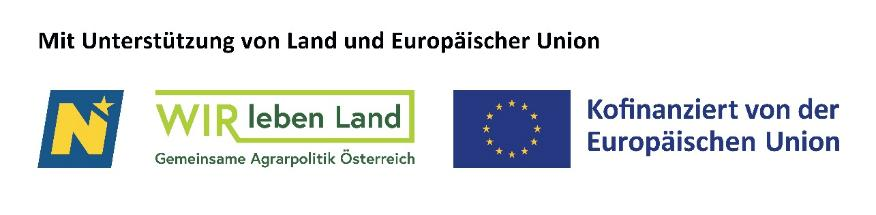 Mit Unterstützung von Land und Europäischer Union
N
WIR leben Land
Gemeinsame Agrarpolitik Österreich
Kofinanziert von der
Europäischen Union